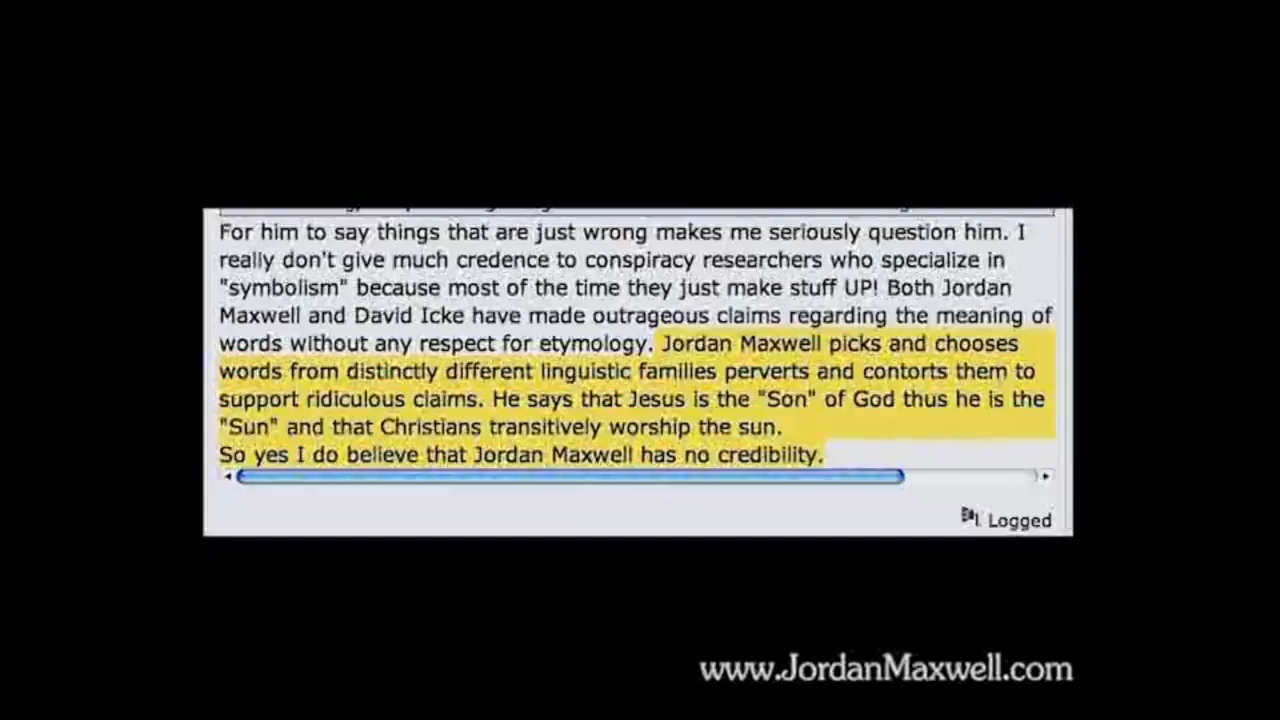 For him to say things that are just wrong makes me seriously question him. I
really don't give much credence to conspiracy researchers who specialize in
"symbolism" because most of the time they just make stuff UP! Both Jordan
Maxwell and David Icke have made outrageous claims regarding the meaning of
words without any respect for etymology. Jordan Maxwell picks and chooses
words from distinctly different linguistic families perverts and contorts them to
support ridiculous claims. He says that Jesus is the "Son" of God thus he is the
"Sun" and that Christians transitively worship the sun.
So yes I do believe that Jordan Maxwell has no credibility.
Logged
www.JordanMaxwell.com